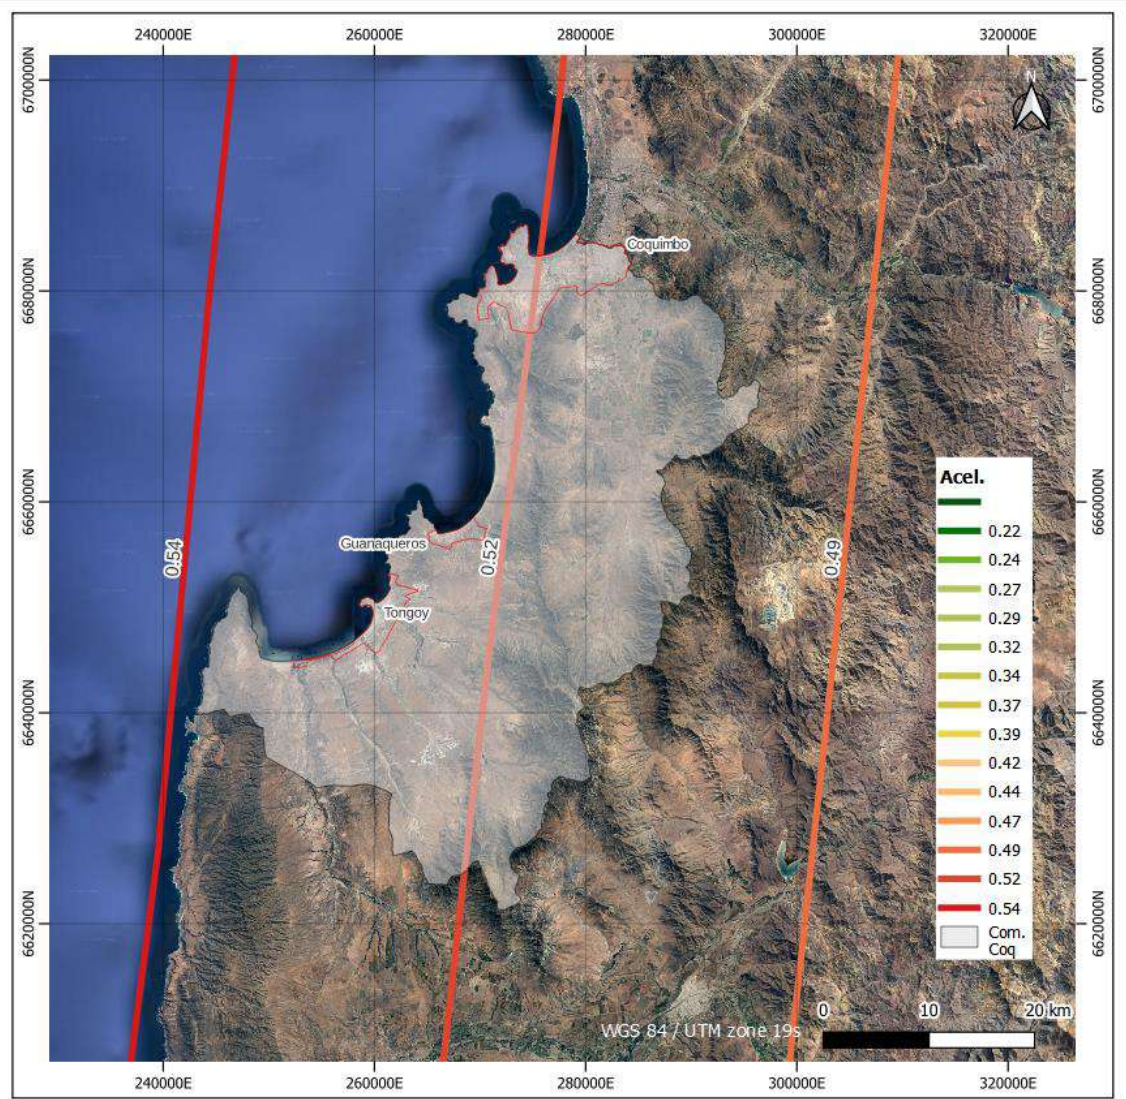 240000E 260000E 280000E 300000E 320000E
6700000N 6700000N
N
Coquimbo
6680000N 6680000N
6660000N 6660000N
Acel.
0.22
Guanaqueros
0.54 0.52 0.49
0.24
0.27
Tongoy
0.29
0.32
0.34
6640000N 6640000N
0.37
0.39
0.42
0.44
0.47
0.49
0.52
0.54
6620000N 6620000N
Com.
Coq
0 10 20 km
WGS 84 / UTM zone 19s
240000E 260000E 280000E 300000E 320000E